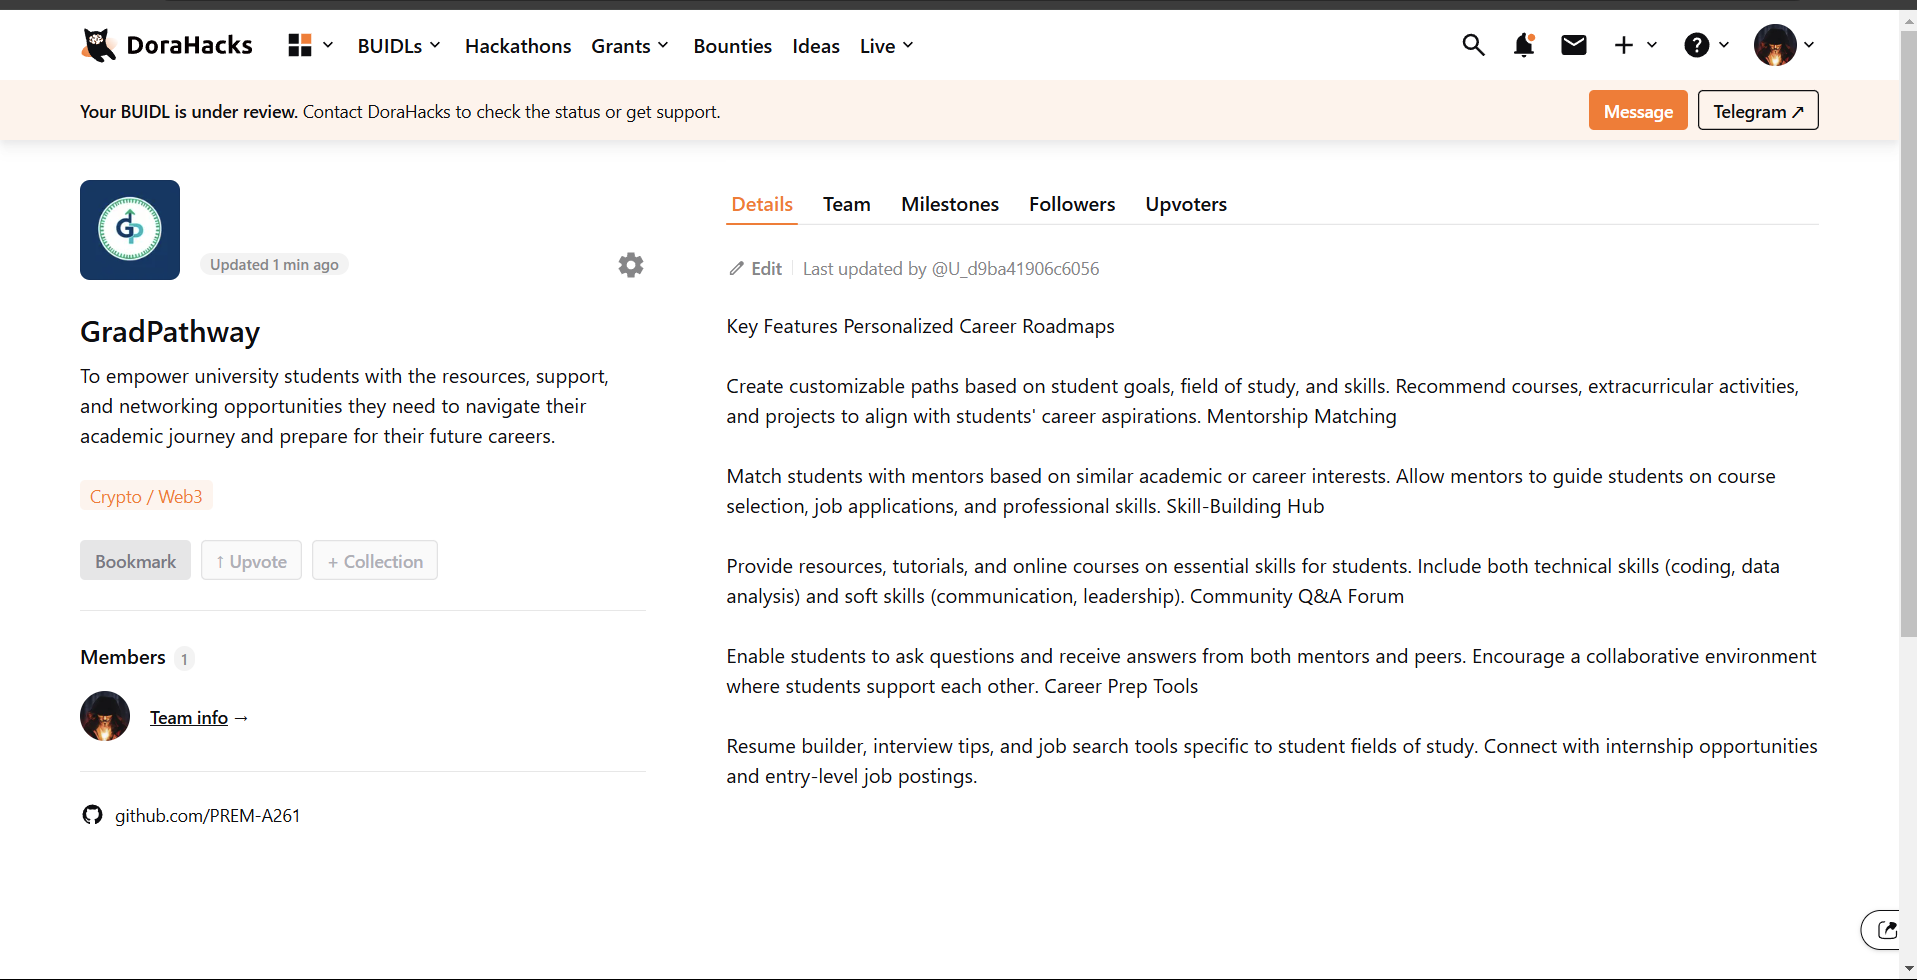 DoraHacks
BUIDLs
Hackathons
Grants
Bounties
Ideas
Live
Your BUIDL is under review. Contact DoraHacks to check the status or get support.
Message
Telegram ↗
GP
Updated 1 min ago
GradPathway
To empower university students with the resources, support,
and networking opportunities they need to navigate their
academic journey and prepare for their future careers.
Crypto / Web3
Bookmark
↑ Upvote
+ Collection
Members 1
Team info →
github.com/PREM-A261
Details
Team
Milestones
Followers
Upvoters
Edit
Last updated by @U_d9ba41906c6056
Key Features Personalized Career Roadmaps
Create customizable paths based on student goals, field of study, and skills. Recommend courses, extracurricular activities,
and projects to align with students' career aspirations. Mentorship Matching
Match students with mentors based on similar academic or career interests. Allow mentors to guide students on course
selection, job applications, and professional skills. Skill-Building Hub
Provide resources, tutorials, and online courses on essential skills for students. Include both technical skills (coding, data
analysis) and soft skills (communication, leadership). Community Q&A Forum
Enable students to ask questions and receive answers from both mentors and peers. Encourage a collaborative environment
where students support each other. Career Prep Tools
Resume builder, interview tips, and job search tools specific to student fields of study. Connect with internship opportunities
and entry-level job postings.